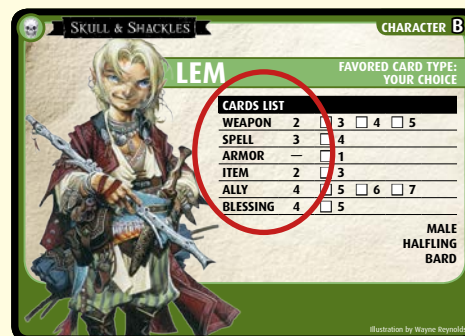 SKULL & SHACKLES
CHARACTER B
LEM
FAVORED CARD TYPE:
YOUR CHOICE
CARDS LIST
WEAPON 2 ☐ 3 ☐ 4 ☐ 5
SPELL 3 ☐ 4
ARMOR — ☐ 1
ITEM 2 ☐ 3
ALLY 4 ☐ 5 ☐ 6 ☐ 7
BLESSING 4 ☐ 5
MALE
HALFLING
BARD
Illustration by Wayne Reynolds